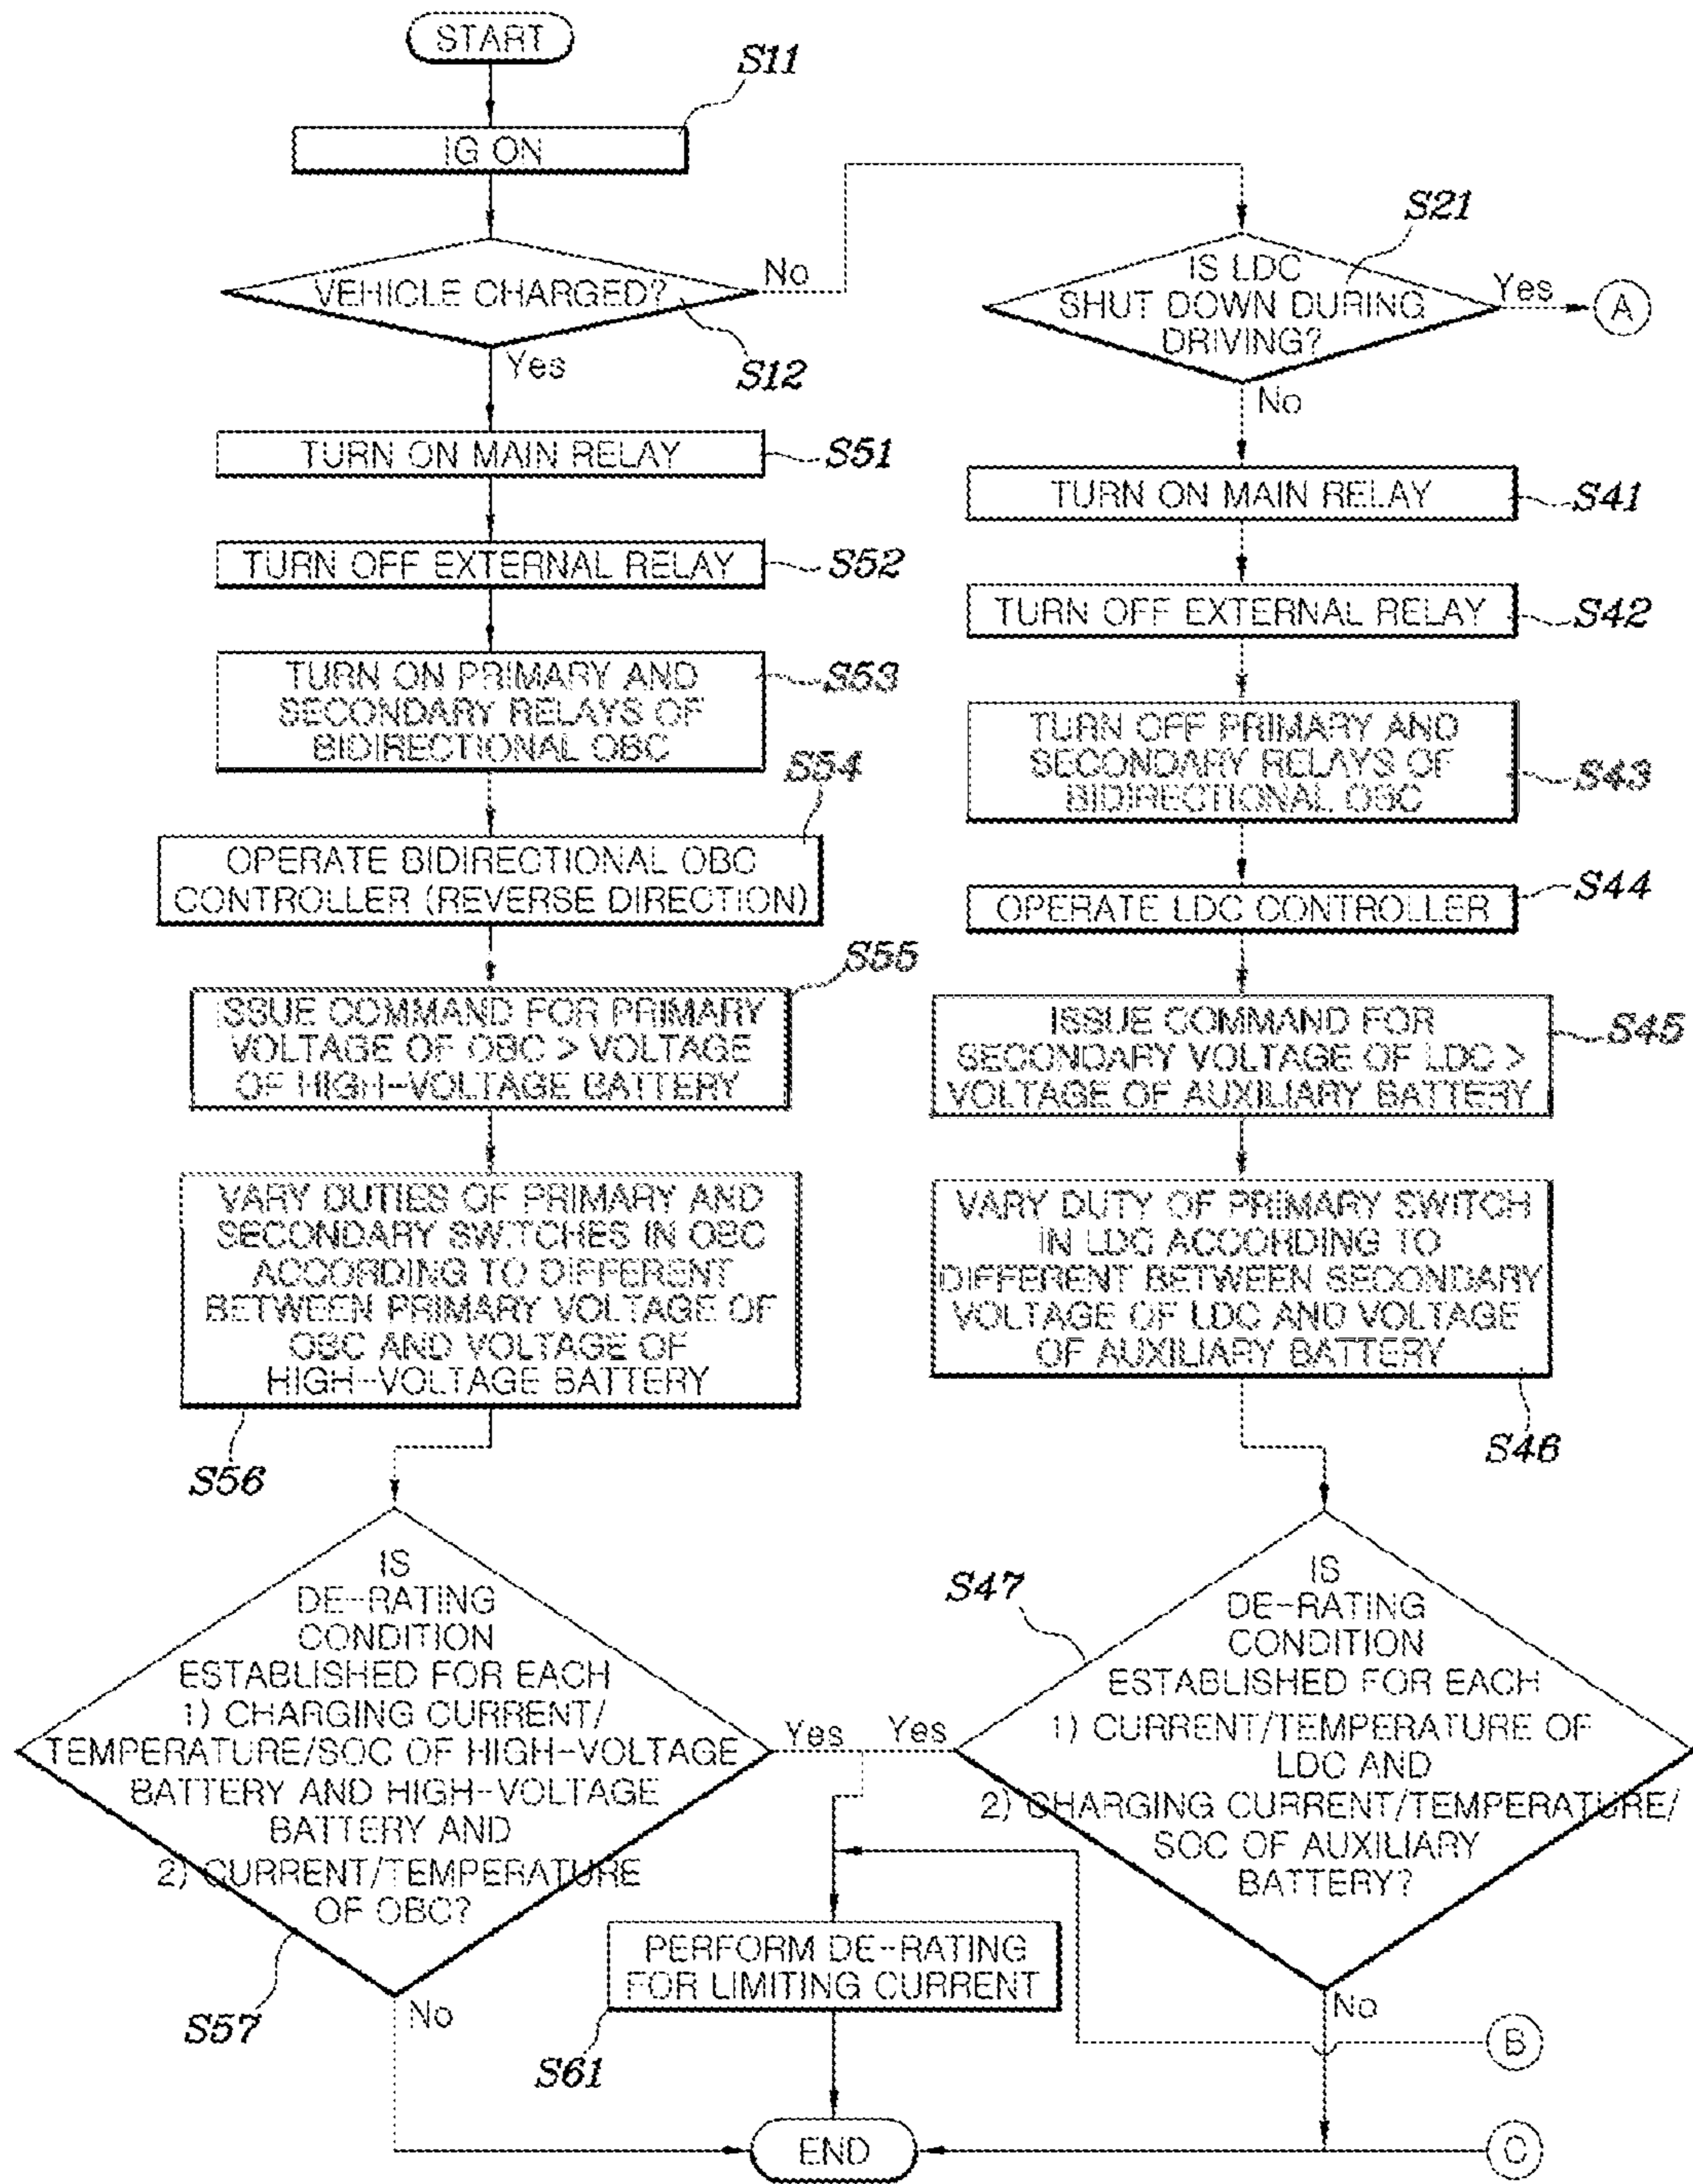 START
S11
IG ON
VEHICLE CHARGED?
No
Yes
S12
S21
IS LDC
SHUT DOWN DURING
DRIVING?
Yes
A
No
TURN ON MAIN RELAY
S51
TURN OFF EXTERNAL RELAY
S52
TURN ON PRIMARY AND
SECONDARY RELAYS OF
BIDIRECTIONAL OBC
S53
S54
OPERATE BIDIRECTIONAL OBC
CONTROLLER (REVERSE DIRECTION)
S55
ISSUE COMMAND FOR PRIMARY
VOLTAGE OF OBC > VOLTAGE
OF HIGH-VOLTAGE BATTERY
VARY DUTIES OF PRIMARY AND
SECONDARY SWITCHES IN OBC
ACCORDING TO DIFFERENT
BETWEEN PRIMARY VOLTAGE OF
OBC AND VOLTAGE OF
HIGH-VOLTAGE BATTERY
S56
IS
DE-RATING
CONDITION
ESTABLISHED FOR EACH
1) CHARGING CURRENT/
TEMPERATURE/SOC OF HIGH-VOLTAGE
BATTERY AND HIGH-VOLTAGE
BATTERY AND
2) CURRENT/TEMPERATURE
OF OBC?
Yes
S57
No
TURN ON MAIN RELAY
S41
TURN OFF EXTERNAL RELAY
S42
TURN OFF PRIMARY AND
SECONDARY RELAYS OF
BIDIRECTIONAL OBC
S43
S44
OPERATE LDC CONTROLLER
ISSUE COMMAND FOR
SECONDARY VOLTAGE OF LDC >
VOLTAGE OF AUXILIARY BATTERY
S45
VARY DUTY OF PRIMARY SWITCH
IN LDC ACCORDING TO
DIFFERENT BETWEEN SECONDARY
VOLTAGE OF LDC AND VOLTAGE
OF AUXILIARY BATTERY
S46
S47
IS
DE-RATING
CONDITION
ESTABLISHED FOR EACH
1) CURRENT/TEMPERATURE OF
LDC AND
2) CHARGING CURRENT/TEMPERATURE/
SOC OF AUXILIARY
BATTERY?
Yes
No
PERFORM DE-RATING
FOR LIMITING CURRENT
S61
B
END
C